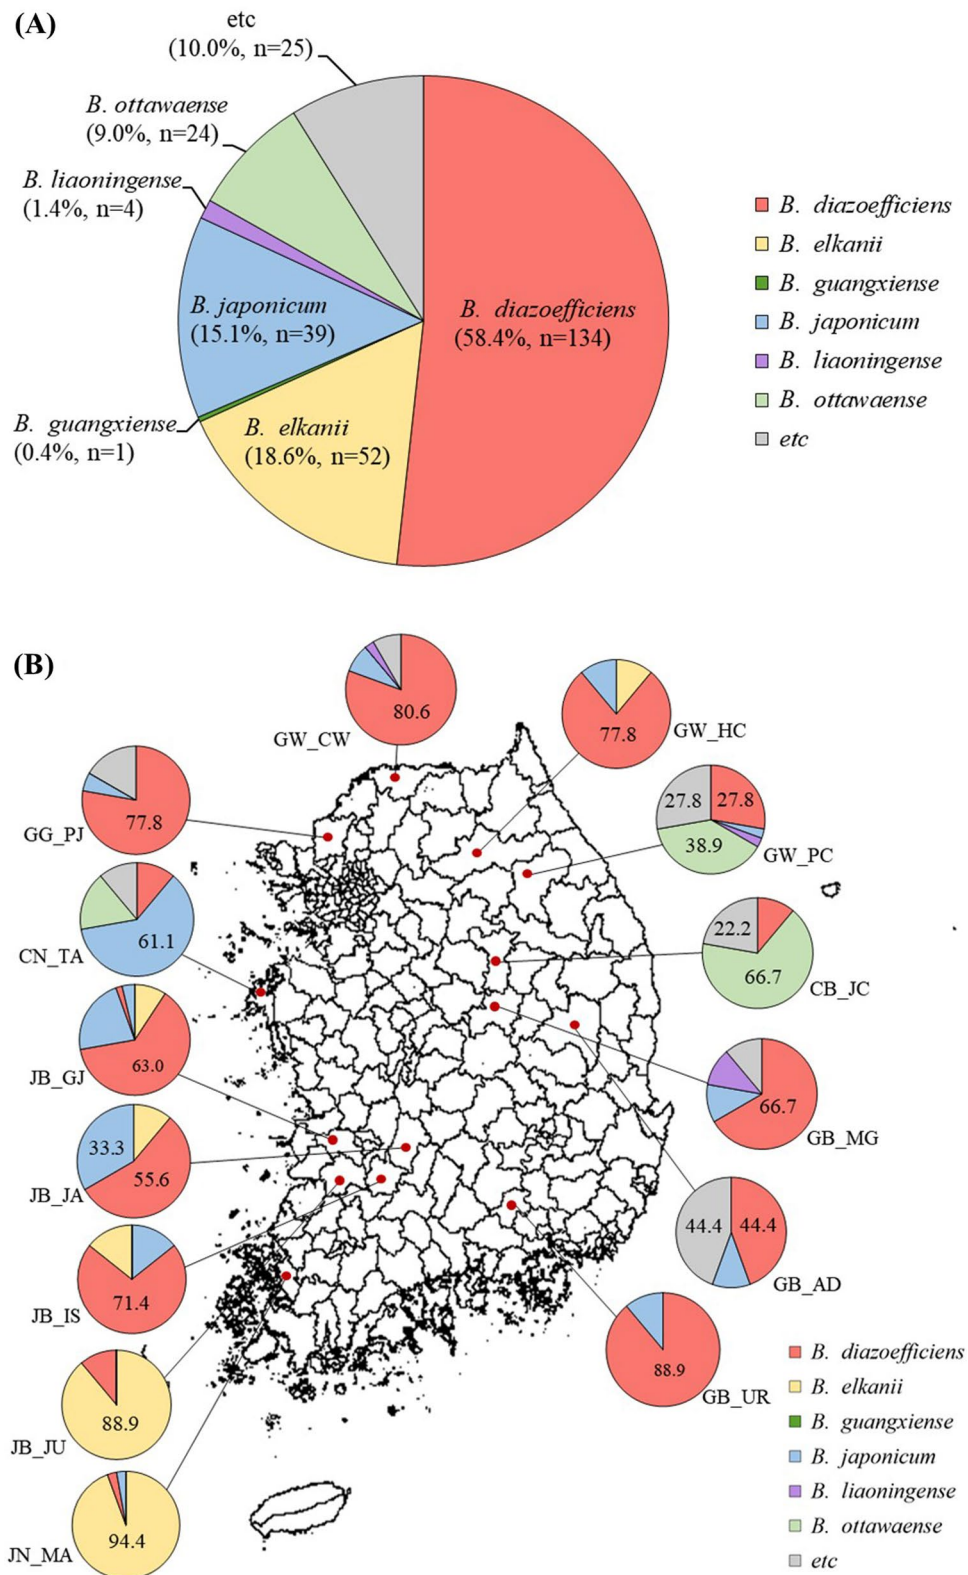 (A)
etc
(10.0%, n=25)
B. ottawaense
(9.0%, n=24)
B. liaoningense
(1.4%, n=4)
B. japonicum
(15.1%, n=39)
B. guangxiense
(0.4%, n=1)
B. elkanii
(18.6%, n=52)
B. diazoefficiens
(58.4%, n=134)
B. diazoefficiens
B. elkanii
B. guangxiense
B. japonicum
B. liaoningense
B. ottawaense
etc
(B)
80.6
GW_CW
77.8
GW_HC
77.8
GG_PJ
27.8
27.8
38.9
GW_PC
61.1
CN_TA
22.2
66.7
CB_JC
63.0
JB_GJ
66.7
GB_MG
33.3
55.6
JB_JA
44.4
44.4
GB_AD
71.4
JB_IS
88.9
GB_UR
88.9
JB_JU
94.4
JN_MA
B. diazoefficiens
B. elkanii
B. guangxiense
B. japonicum
B. liaoningense
B. ottawaense
etc